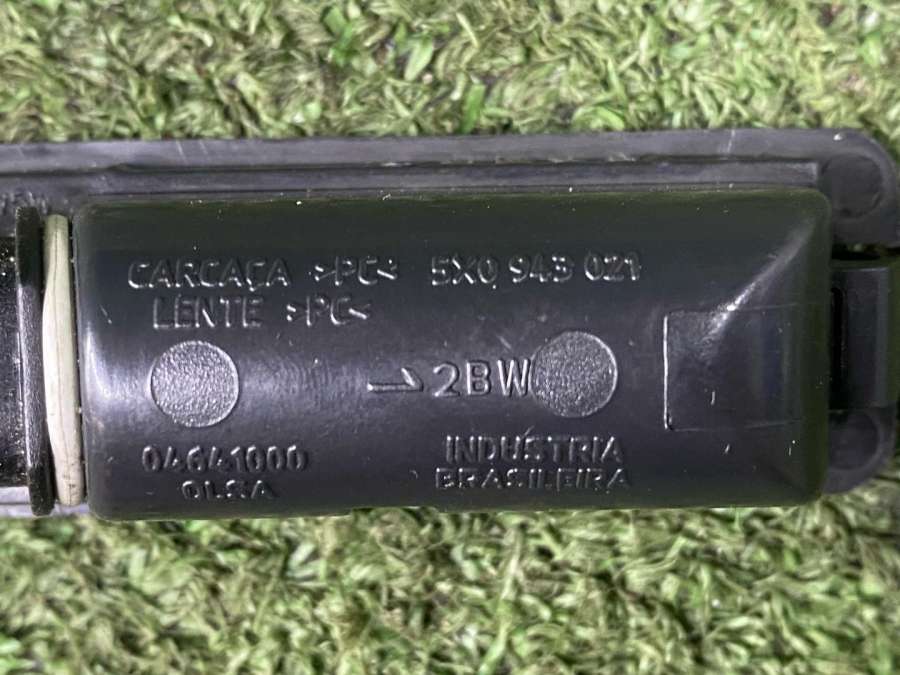 CARCAÇA >PC< 5X0 943 021
LENTE >PC<
2BW
04641000
OLSA
INDÚSTRIA
BRASILEIRA